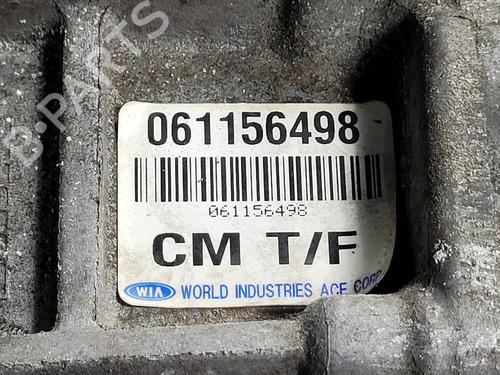 061156498
061156498
CM T/F
WIA WORLD INDUSTRIES ACE CORP
B-PARTS